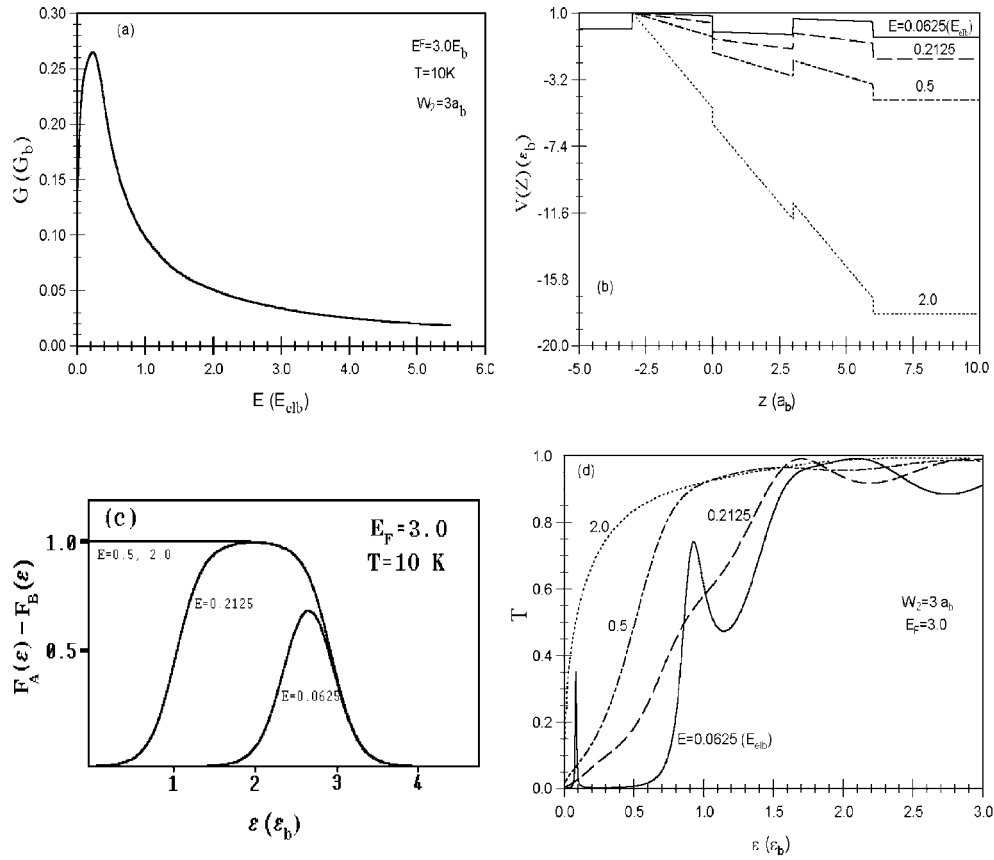 (a)
E^F=3.0E_b
T=10K
W_2=3a_b
G (G_b)
0.30
0.25
0.20
0.15
0.10
0.05
0.00
0.0 1.0 2.0 3.0 4.0 5.0 6.0
E (E_elb)
V(Z) (ε_b)
1.0
-3.2
-7.4
-11.6
-15.8
-20.0
E=0.0625(E_elb)
0.2125
0.5
2.0
(b)
-5.0 -2.5 0.0 2.5 5.0 7.5 10.0
z (a_b)
(c)
E_F=3.0
T=10 K
F_A(ε) – F_B(ε)
1.0
0.5
E=0.5, 2.0
E=0.2125
E=0.0625
1 2 3 4
ε (ε_b)
(d)
T
1.0
0.8
0.6
0.4
0.2
0.0
2.0
0.5
0.2125
W_2=3 a_b
E_F=3.0
E=0.0625 (E_elb)
0.0 0.5 1.0 1.5 2.0 2.5 3.0
ε (ε_b)